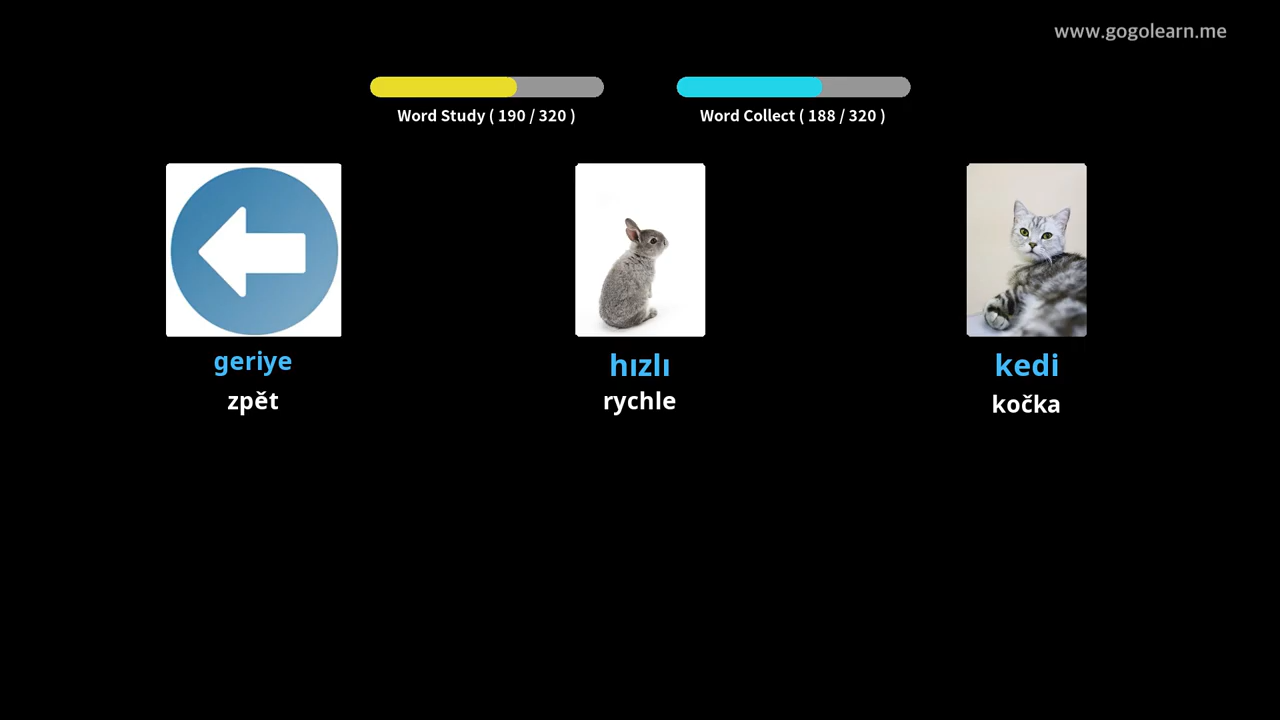 www.gogolearn.me
Word Study ( 190 / 320 )
Word Collect ( 188 / 320 )
geriye
zpět
hızlı
rychle
kedi
kočka